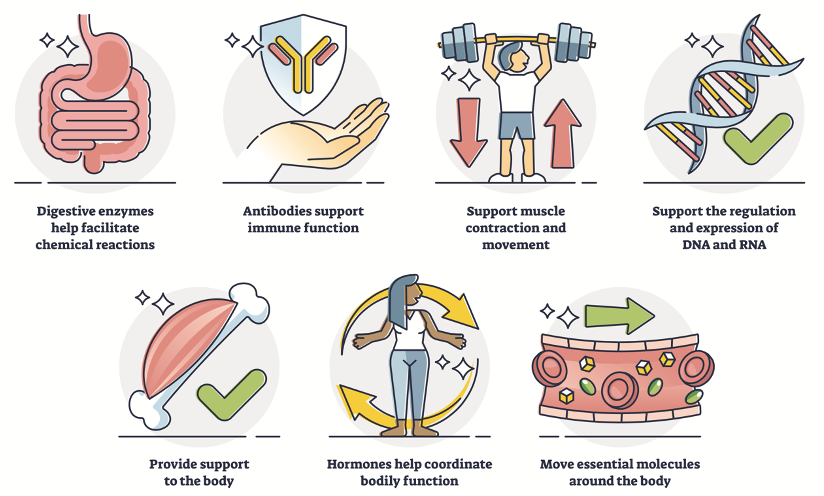 Digestive enzymes
help facilitate
chemical reactions
Antibodies support
immune function
Support muscle
contraction and
movement
Support the regulation
and expression of
DNA and RNA
Provide support
to the body
Hormones help coordinate
bodily function
Move essential molecules
around the body